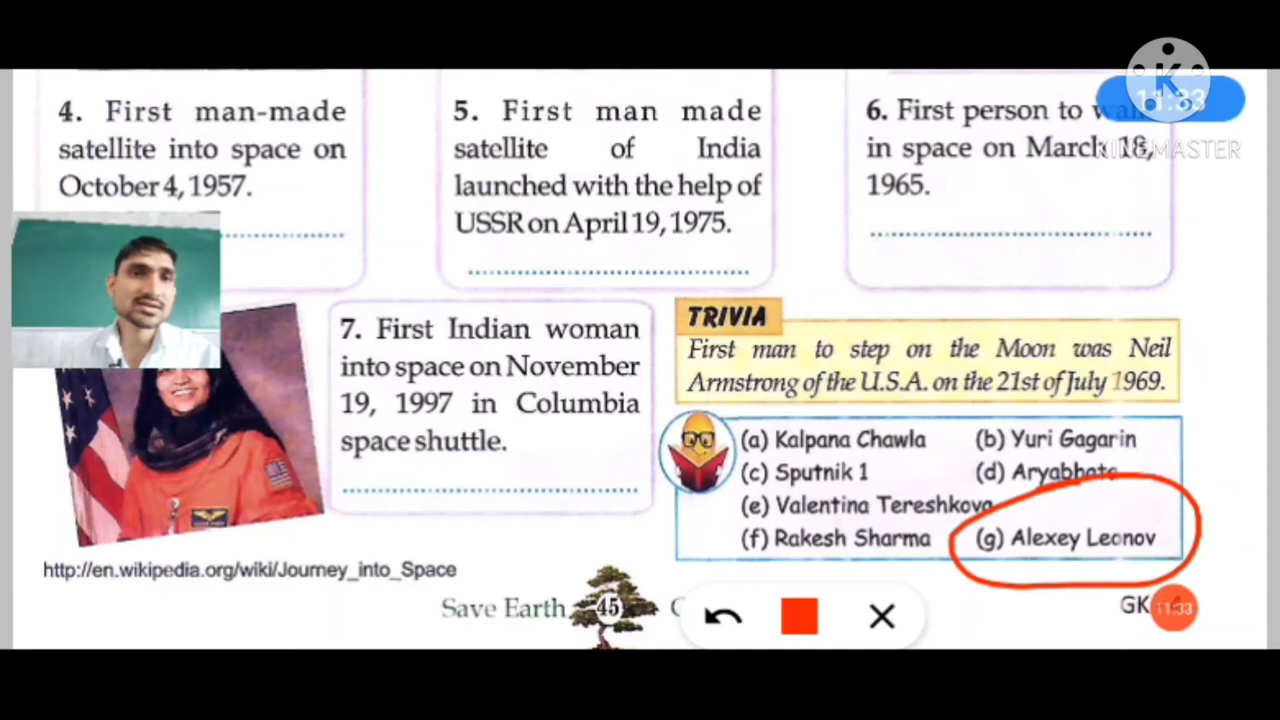 4. First man-made
satellite into space on
October 4, 1957.
5. First man made
satellite of India
launched with the help of
USSR on April 19, 1975.
6. First person to walk
in space on March 18,
1965.
11:33
K
KINEMASTER
7. First Indian woman
into space on November
19, 1997 in Columbia
space shuttle.
TRIVIA
First man to step on the Moon was Neil
Armstrong of the U.S.A. on the 21st of July 1969.
(a) Kalpana Chawla (b) Yuri Gagarin
(c) Sputnik 1 (d) Aryabhata
(e) Valentina Tereshkova
(f) Rakesh Sharma (g) Alexey Leonov
http://en.wikipedia.org/wiki/Journey_into_Space
Save Earth 45
GK
11:33